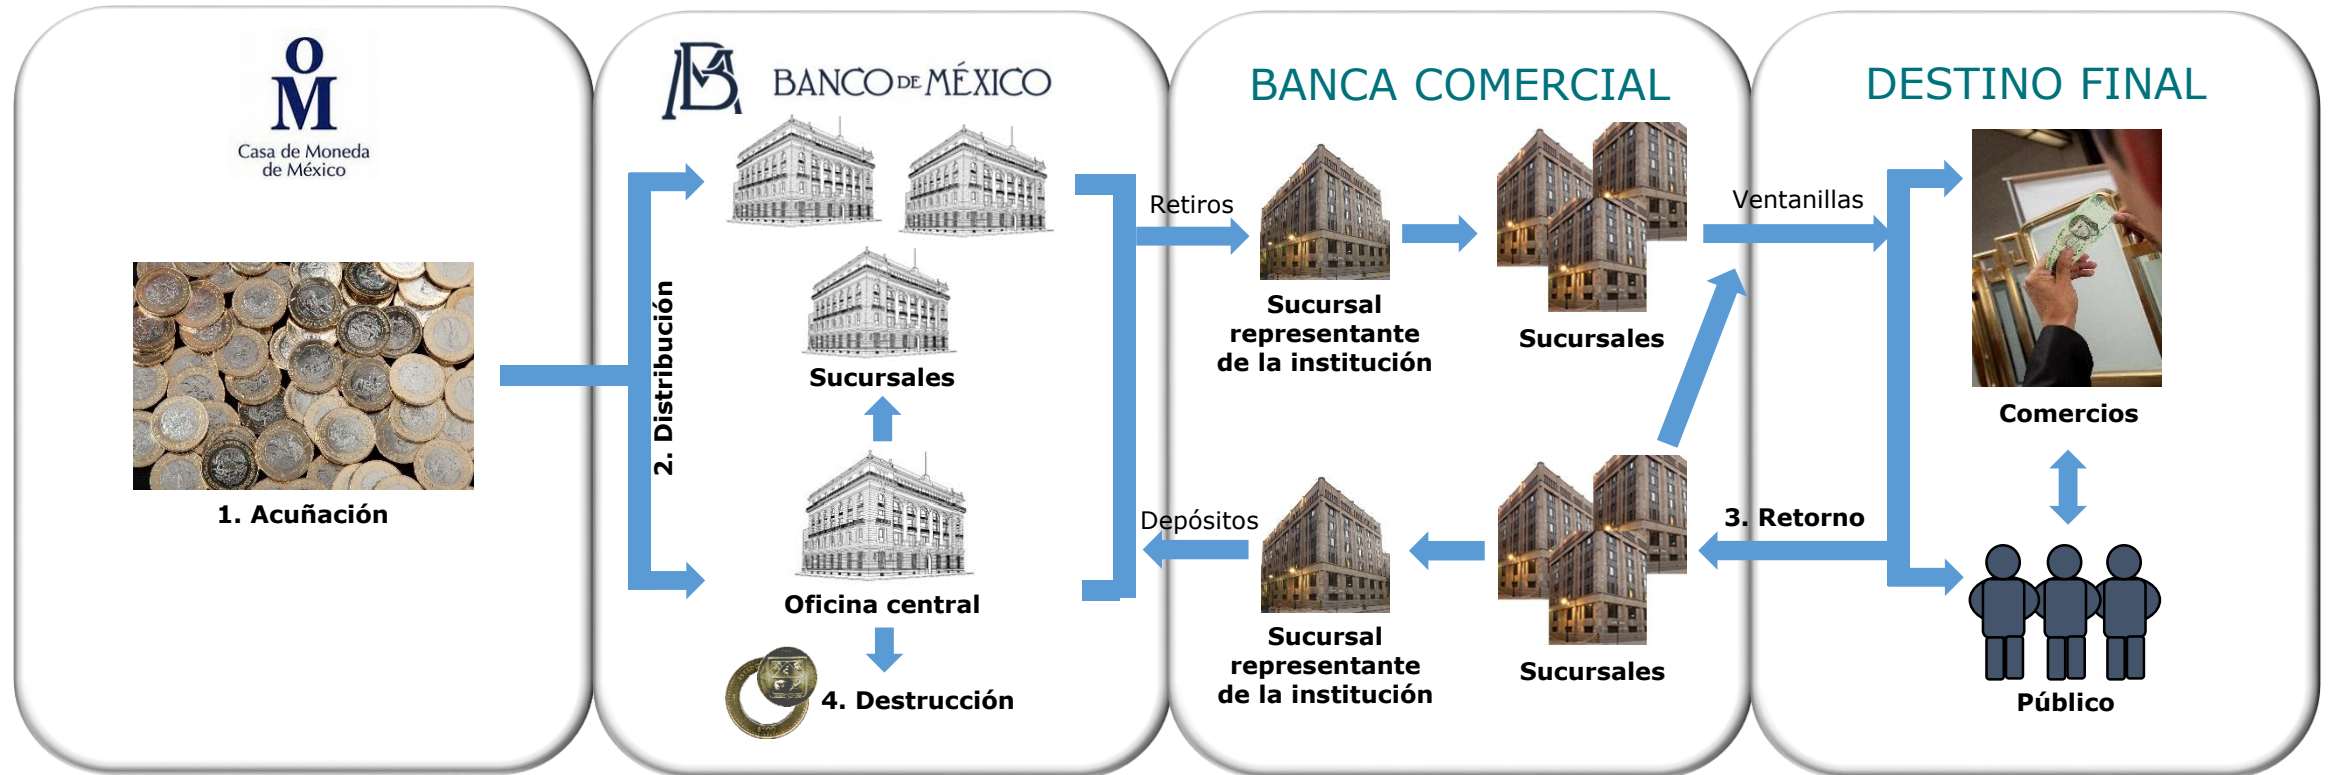 OM
Casa de Moneda
de México
1. Acuñación
BANCO DE MÉXICO
2. Distribución
Sucursales
Oficina central
4. Destrucción
BANCA COMERCIAL
Retiros
Sucursal
representante
de la institución
Sucursales
Ventanillas
Depósitos
Sucursal
representante
de la institución
Sucursales
3. Retorno
DESTINO FINAL
Comercios
Público